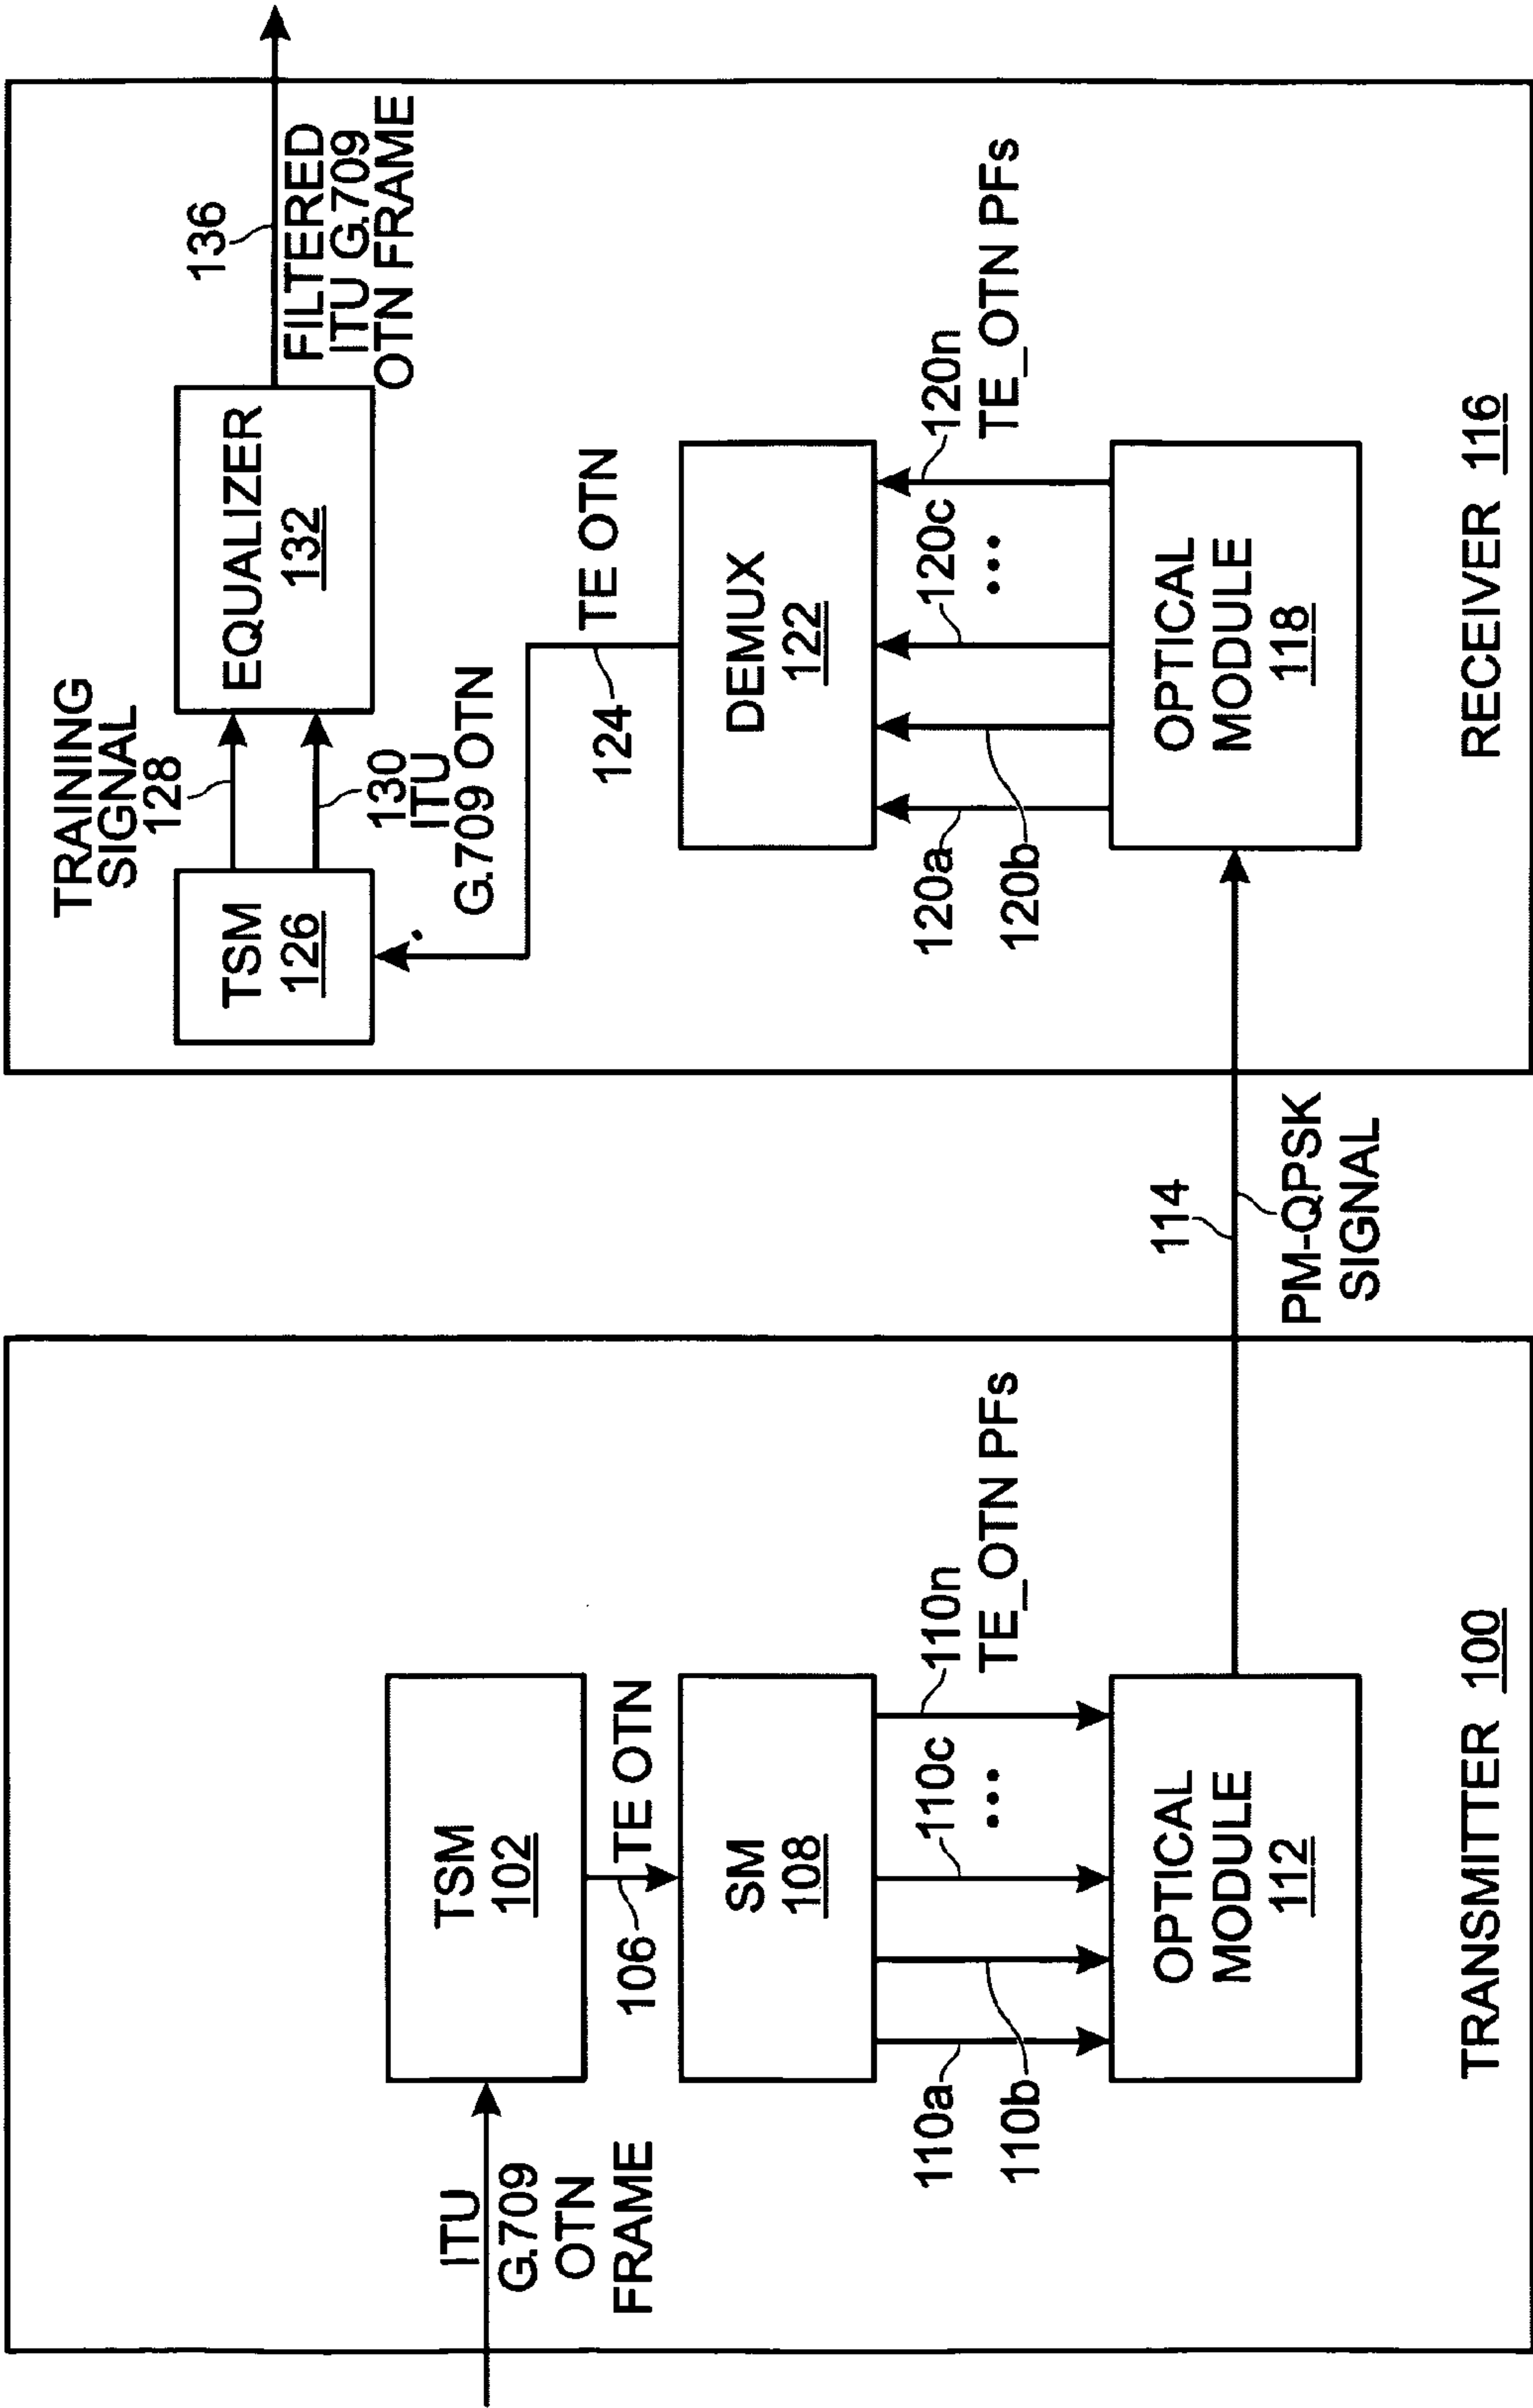 ITU
G.709
OTN
FRAME
TSM
102
106
TE OTN
SM
108
110a
110b
110c
...
110n
TE_OTN PFs
OPTICAL
MODULE
112
TRANSMITTER 100
114
PM-QPSK
SIGNAL
TRAINING
SIGNAL
128
TSM
126
130
ITU
G.709 OTN
EQUALIZER
132
136
FILTERED
ITU G.709
OTN FRAME
124
TE OTN
DEMUX
122
120a
120b
120c
...
120n
TE_OTN PFs
OPTICAL
MODULE
118
RECEIVER 116